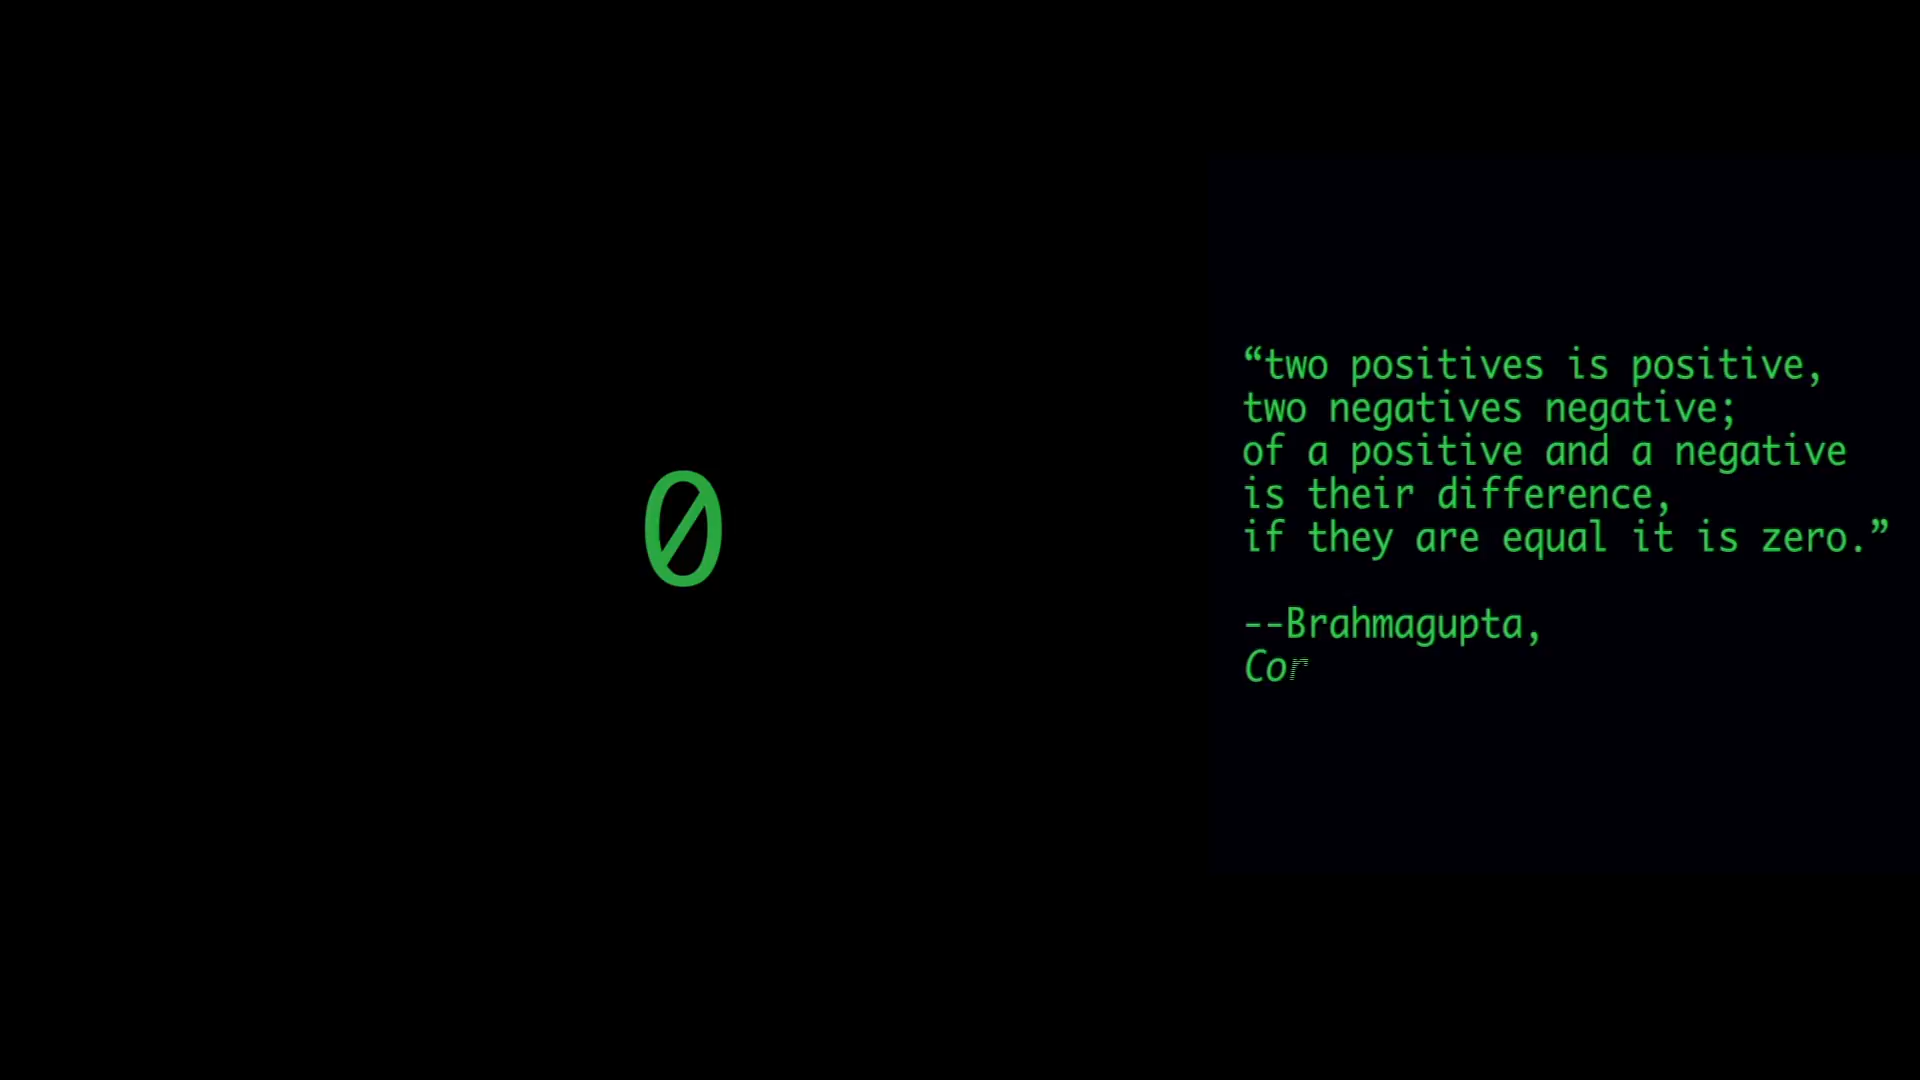 0
“two positives is positive,
two negatives negative;
of a positive and a negative
is their difference,
if they are equal it is zero.”
--Brahmagupta,
Cor